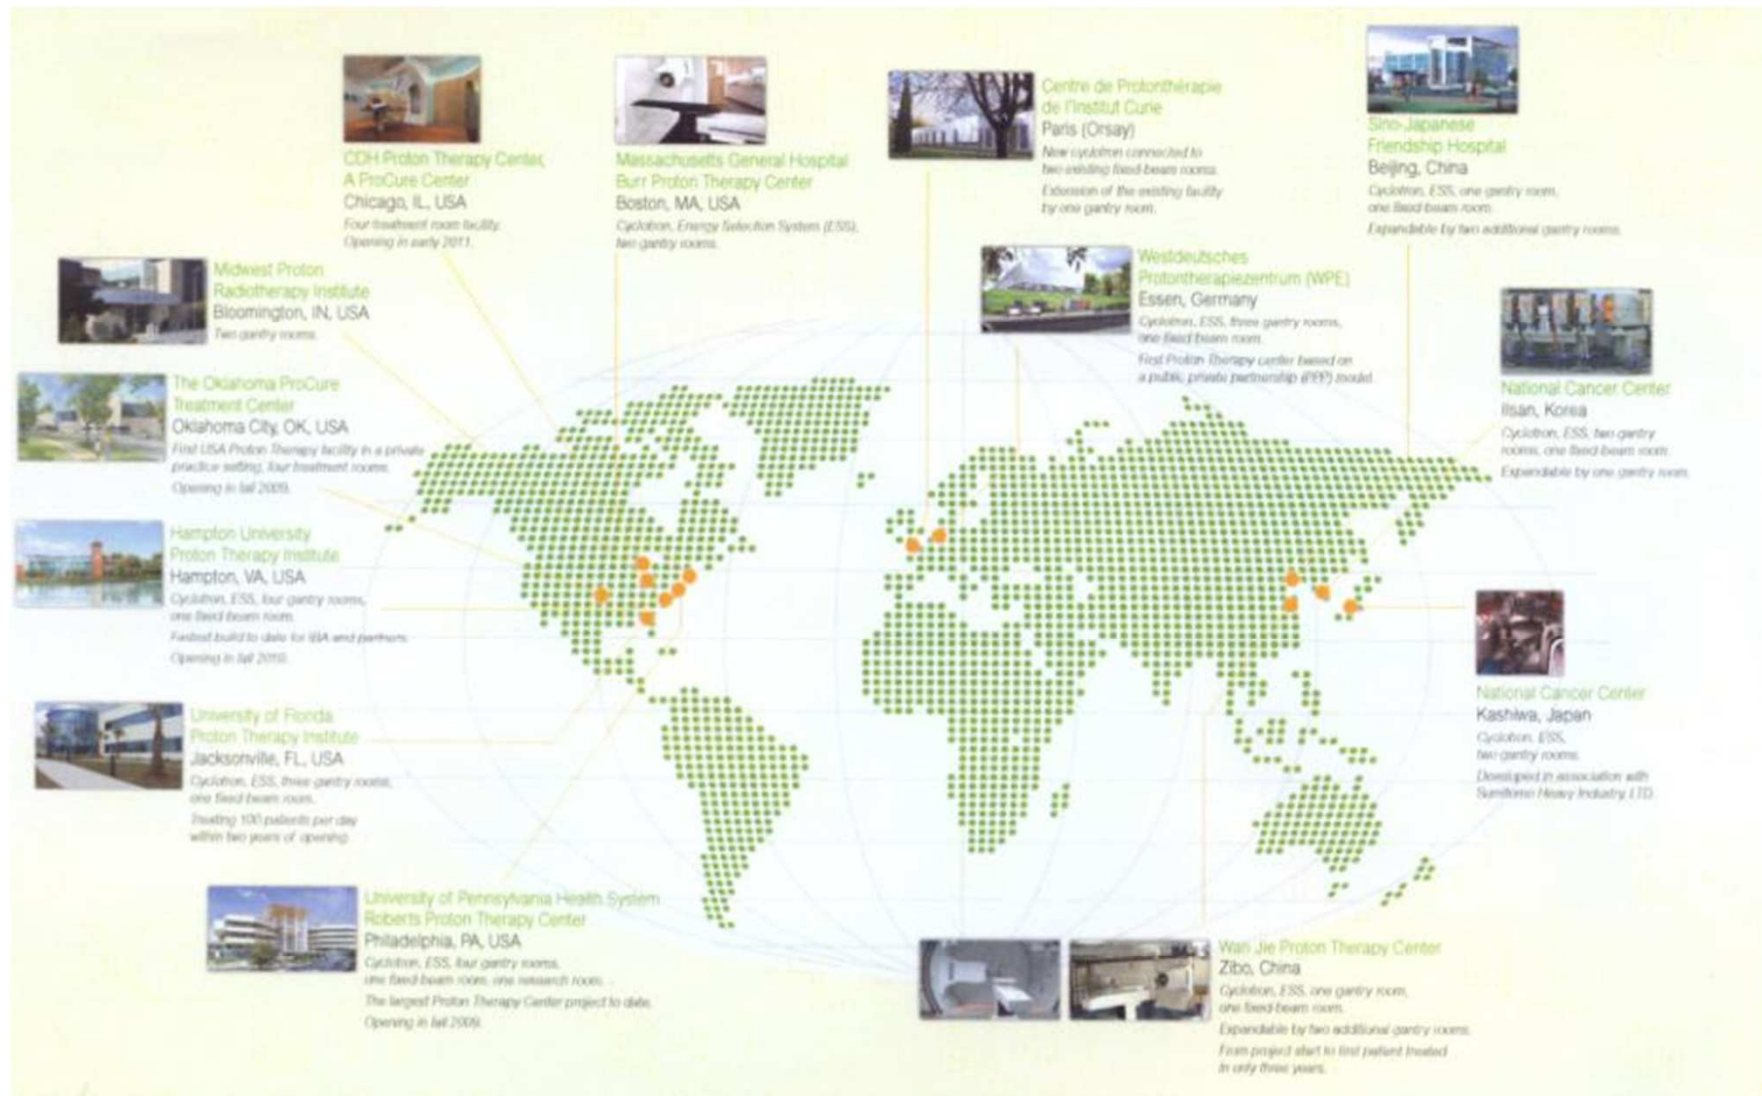 CDH Proton Therapy Center,
A ProCure Center
Chicago, IL, USA
Four treatment room facility.
Opening in early 2011.
Massachusetts General Hospital
Burr Proton Therapy Center
Boston, MA, USA
Cyclotron, Energy Selection System (ESS),
two gantry rooms.
Centre de Protonthérapie
de l'Institut Curie
Paris (Orsay)
New cyclotron connected to
two existing fixed-beam rooms.
Extension of the existing facility
by one gantry room.
Sino-Japanese
Friendship Hospital
Beijing, China
Cyclotron, ESS, one gantry room,
one fixed-beam room.
Expandable by two additional gantry rooms.
Midwest Proton
Radiotherapy Institute
Bloomington, IN, USA
Two gantry rooms.
Westdeutsches
Protontherapiezentrum (WPE)
Essen, Germany
Cyclotron, ESS, three gantry rooms,
one fixed beam room.
First Proton Therapy center based on
a public private partnership (PPP) model.
National Cancer Center
Ilsan, Korea
Cyclotron, ESS, two gantry
rooms, one fixed-beam room.
Expandable by one gantry room.
The Oklahoma ProCure
Treatment Center
Oklahoma City, OK, USA
First USA Proton Therapy facility in a private
practice setting, four treatment rooms.
Opening in fall 2009.
Hampton University
Proton Therapy Institute
Hampton, VA, USA
Cyclotron, ESS, four gantry rooms,
one fixed-beam room.
Fastest build to date for IBA and partners.
Opening in fall 2010.
National Cancer Center
Kashiwa, Japan
Cyclotron, ESS,
two gantry rooms.
Developed in association with
Sumitomo Heavy Industry, LTD.
University of Florida
Proton Therapy Institute
Jacksonville, FL, USA
Cyclotron, ESS, three gantry rooms,
one fixed-beam room.
Treating 100 patients per day
within two years of opening.
University of Pennsylvania Health System
Roberts Proton Therapy Center
Philadelphia, PA, USA
Cyclotron, ESS, four gantry rooms,
one fixed-beam room, one research room.
The largest Proton Therapy Center project to date.
Opening in fall 2009.
Wan Jie Proton Therapy Center
Zibo, China
Cyclotron, ESS, one gantry room,
one fixed-beam room.
Expandable by two additional gantry rooms.
From project start to first patient treated
in only three years.